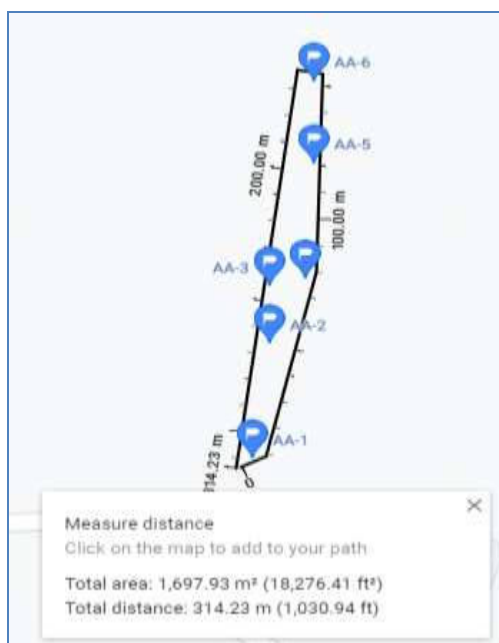 AA-6
AA-5
200.00 m
100.00 m
AA-3
AA-2
AA-1
314.23 m
0
Measure distance
Click on the map to add to your path
Total area: 1,697.93 m² (18,276.41 ft²)
Total distance: 314.23 m (1,030.94 ft)